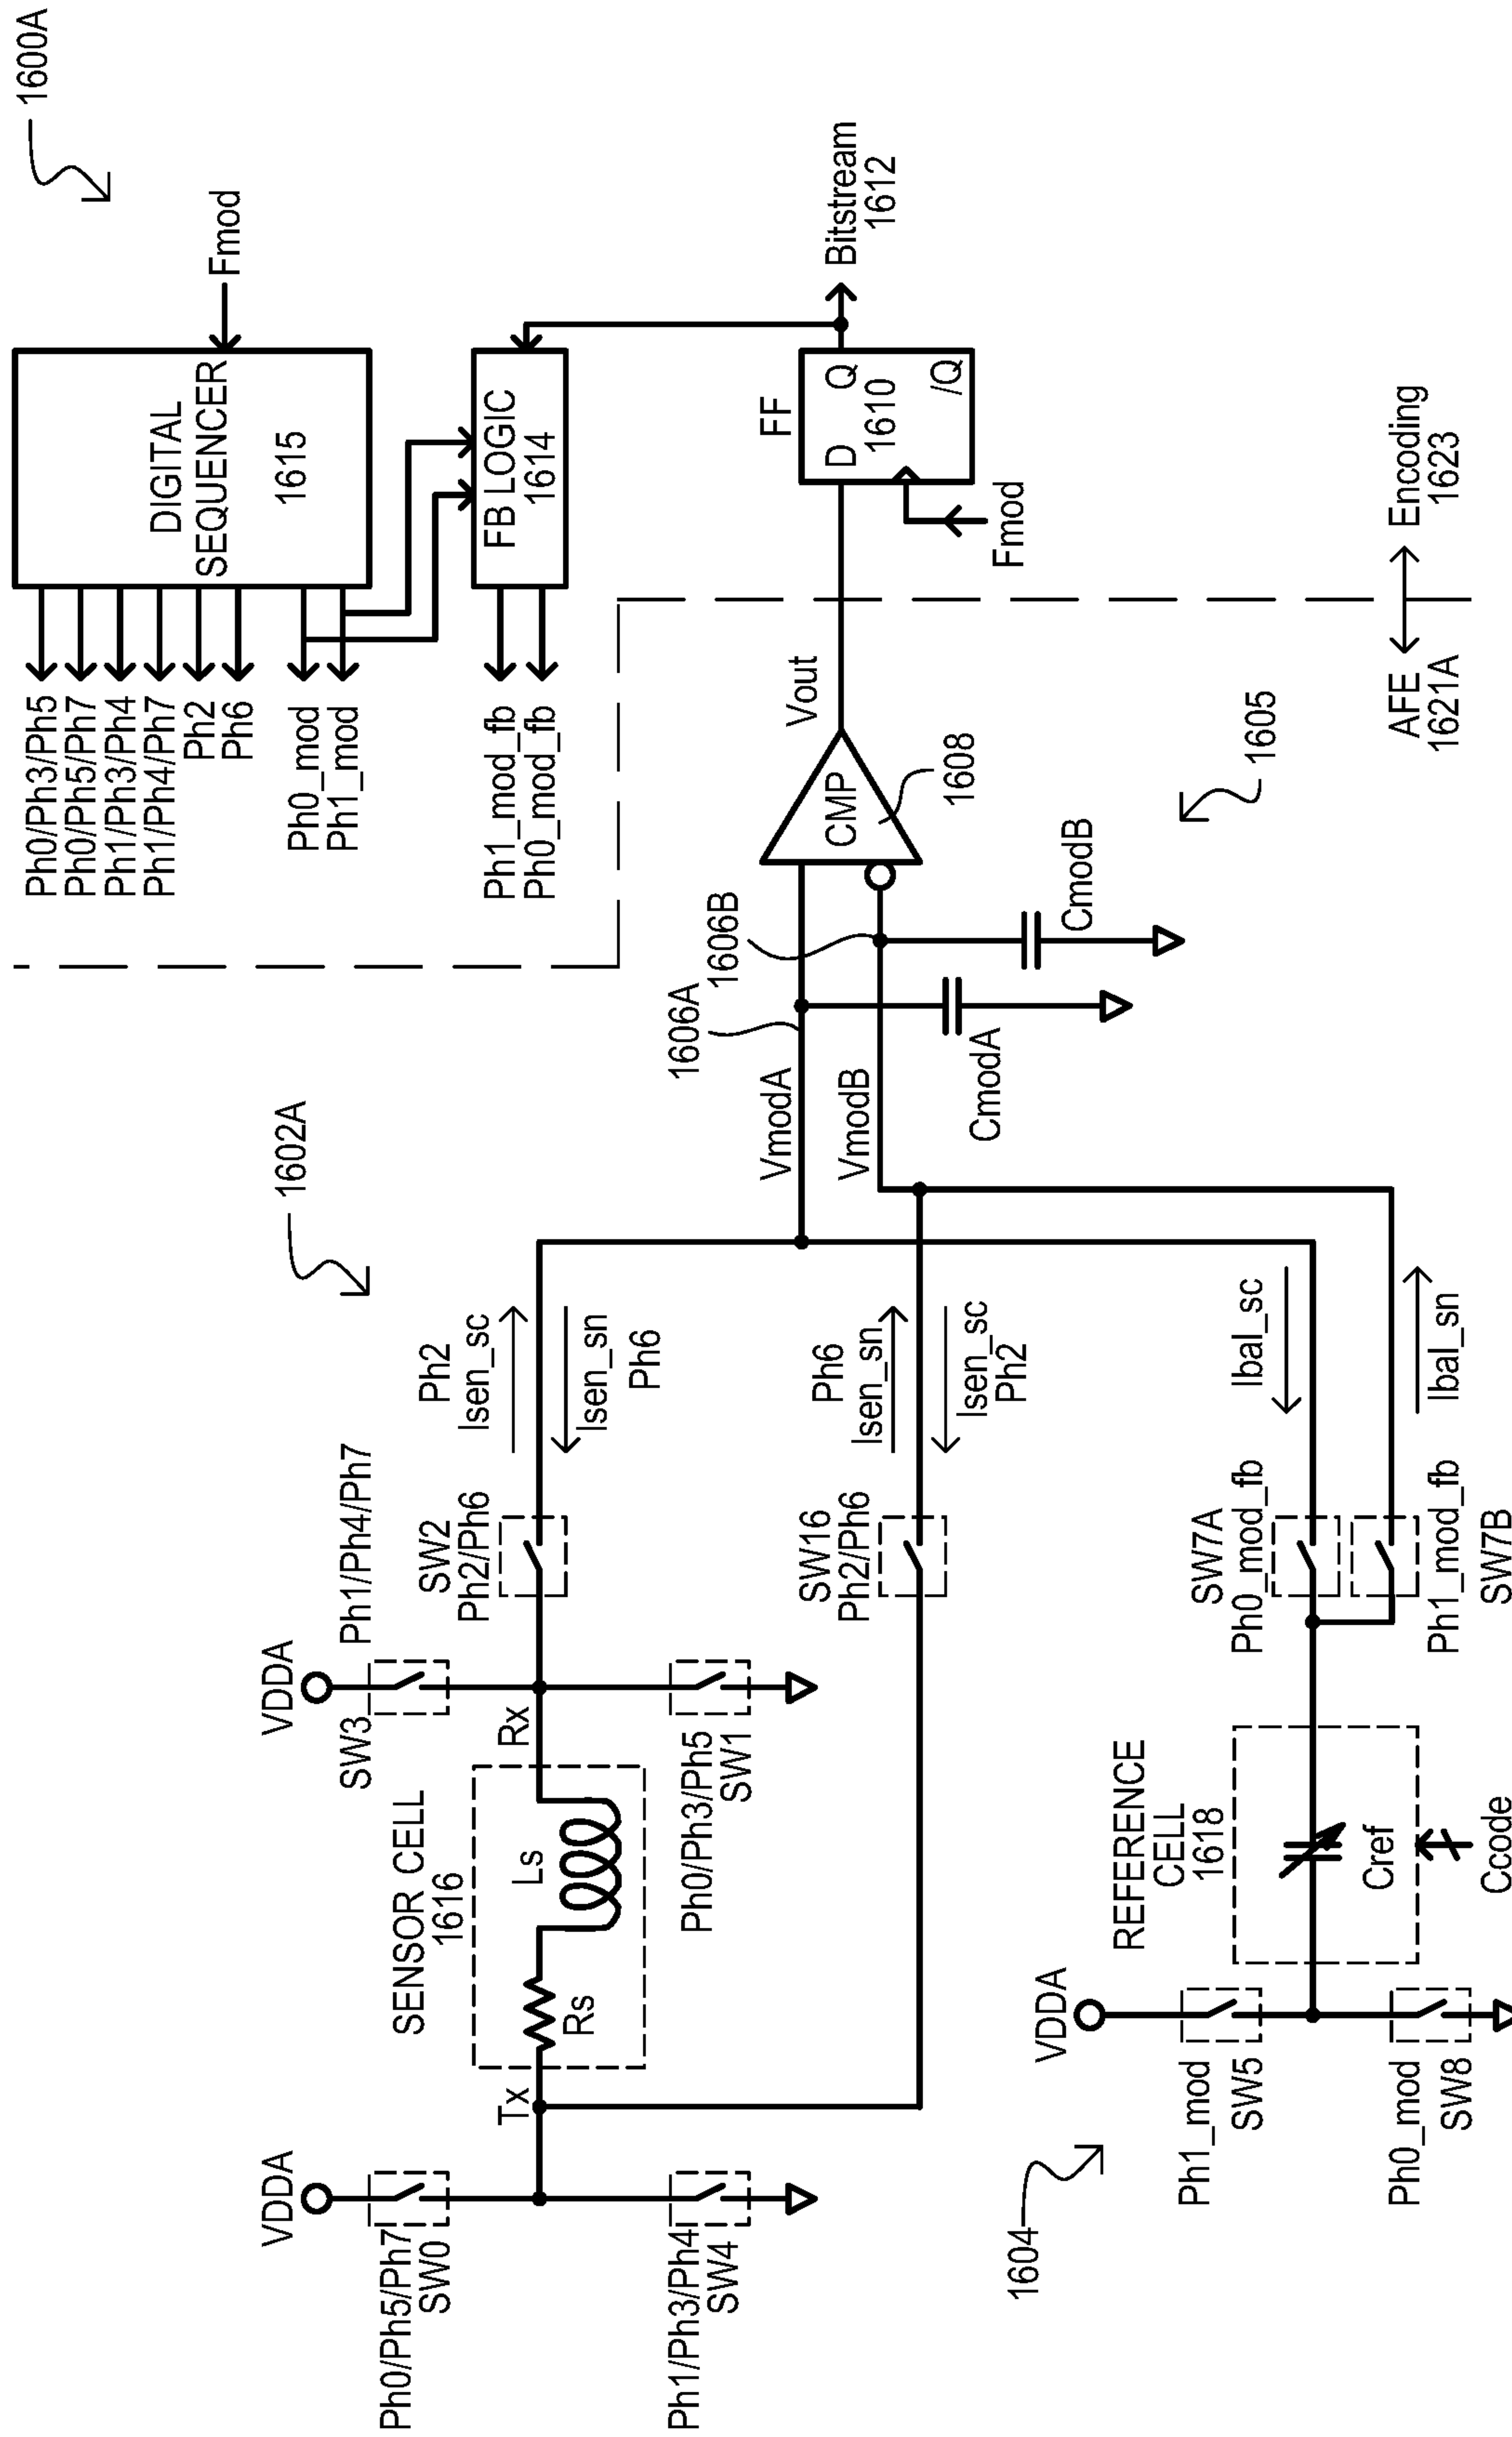 1600A
Ph0/Ph3/Ph5
Ph0/Ph5/Ph7
Ph1/Ph3/Ph4
Ph1/Ph4/Ph7
Ph2
Ph6
Ph0_mod
Ph1_mod
DIGITAL
SEQUENCER
1615
Fmod
Ph1_mod_fb
Ph0_mod_fb
FB LOGIC
1614
1602A
VDDA
Ph0/Ph5/Ph7
SW0
Ph1/Ph3/Ph4
SW4
Tx
SENSOR CELL
1616
Rs
Ls
Rx
VDDA
SW3
Ph1/Ph4/Ph7
Ph0/Ph3/Ph5
SW1
SW2
Ph2/Ph6
Ph2
Isen_sc
Isen_sn
Ph6
SW16
Ph2/Ph6
Ph6
Isen_sn
Isen_sc
Ph2
VmodA
VmodB
1606A
1606B
CmodA
CmodB
CMP
1608
Vout
FF
D
Q
1610
/Q
Fmod
Bitstream
1612
1605
AFE
1621A
Encoding
1623
1604
VDDA
Ph1_mod
SW5
Ph0_mod
SW8
REFERENCE
CELL
1618
Cref
Ccode
SW7A
Ph0_mod_fb
Ph1_mod_fb
SW7B
Ibal_sc
Ibal_sn